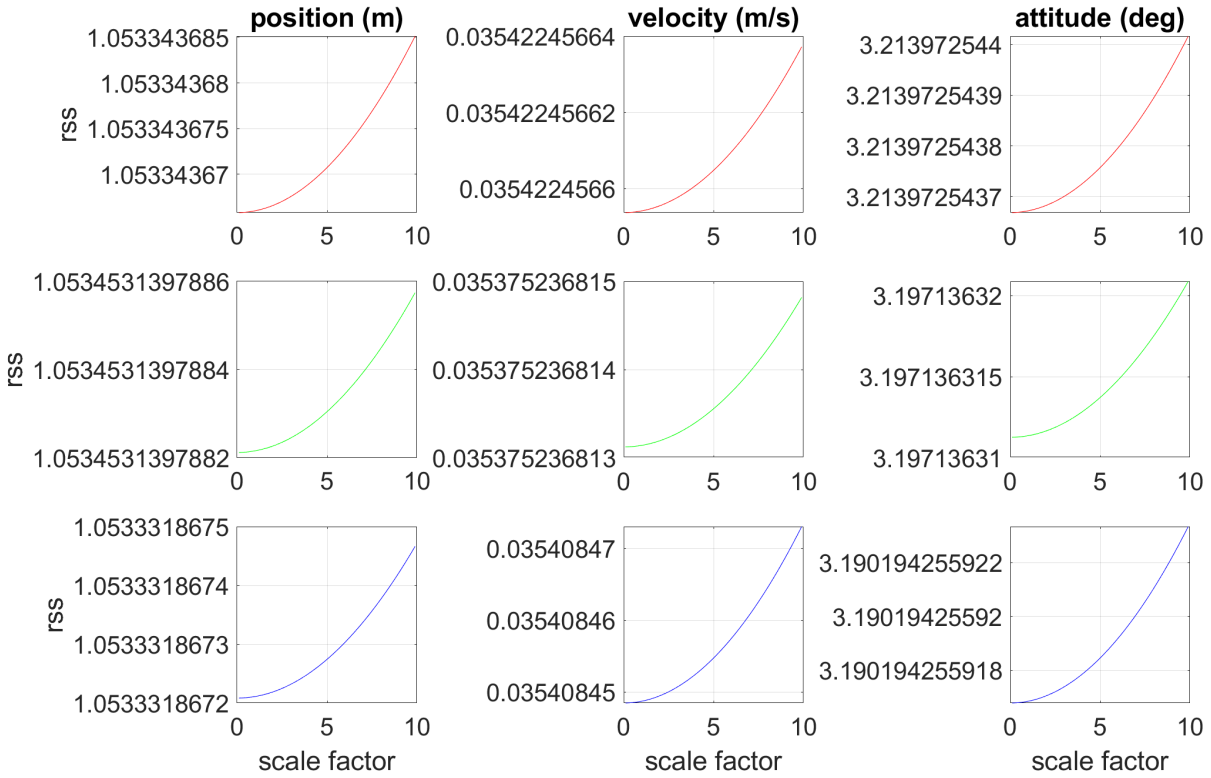 position (m)
velocity (m/s)
attitude (deg)
rss
1.053343685
1.05334368
1.053343675
1.05334367
0 5 10
0.03542245664
0.03542245662
0.0354224566
0 5 10
3.213972544
3.2139725439
3.2139725438
3.2139725437
0 5 10
rss
1.0534531397886
1.0534531397884
1.0534531397882
0 5 10
0.035375236815
0.035375236814
0.035375236813
0 5 10
3.19713632
3.197136315
3.19713631
0 5 10
rss
1.05333318675
1.05333318674
1.05333318673
1.05333318672
0 5 10
scale factor
0.03540847
0.03540846
0.03540845
0 5 10
scale factor
3.190194255922
3.19019425592
3.190194255918
0 5 10
scale factor